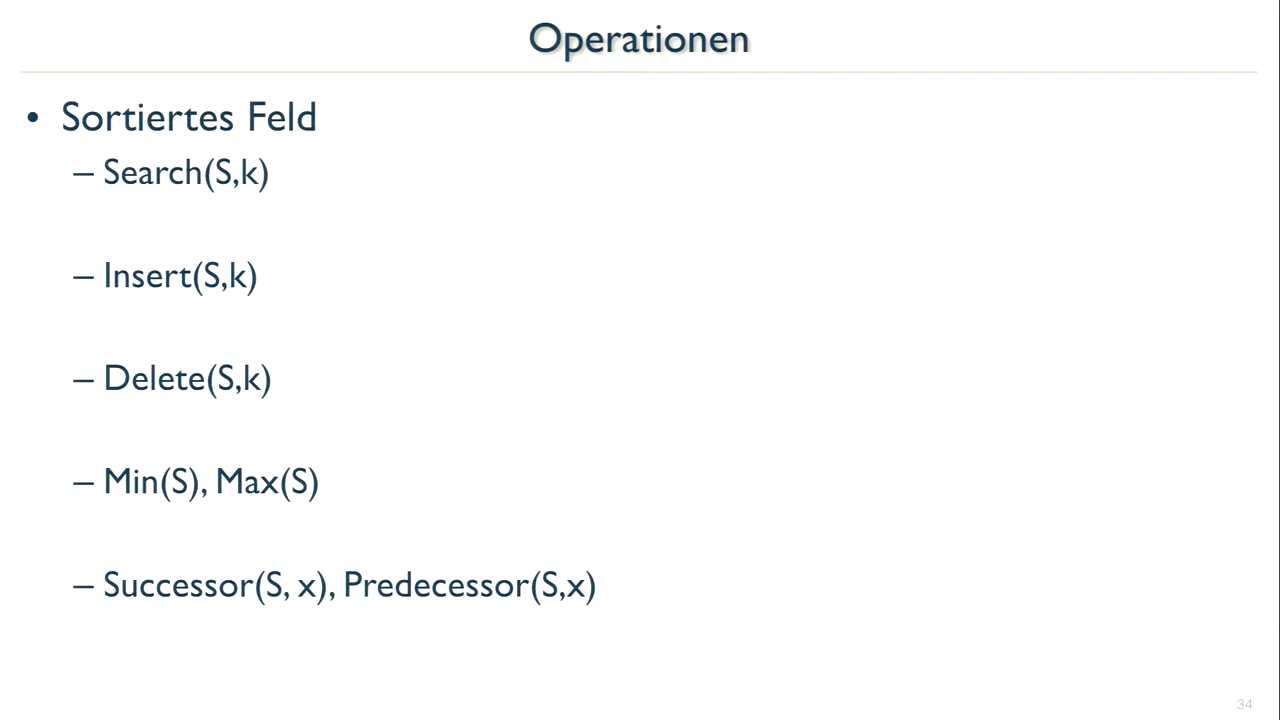 Operationen
• Sortiertes Feld
– Search(S,k)
– Insert(S,k)
– Delete(S,k)
– Min(S), Max(S)
– Successor(S, x), Predecessor(S,x)
34